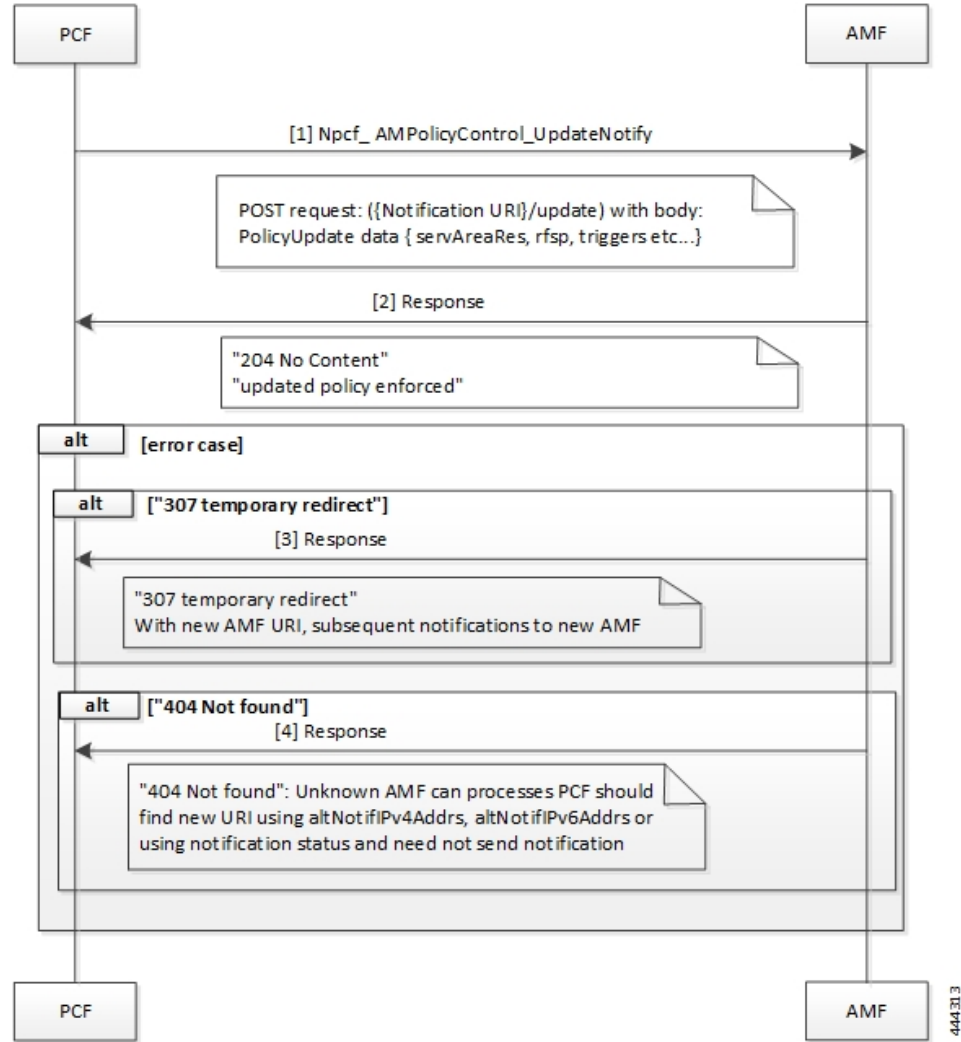 PCF
AMF
[1] Npcf_ AMPolicyControl_UpdateNotify
POST request: ({Notification URI}/update) with body:
PolicyUpdate data { servAreaRes, rfsp, triggers etc...}
[2] Response
"204 No Content"
"updated policy enforced"
alt
[error case]
alt
["307 temporary redirect"]
[3] Response
"307 temporary redirect"
With new AMF URI, subsequent notifications to new AMF
alt
["404 Not found"]
[4] Response
"404 Not found": Unknown AMF can processes PCF should
find new URI using altNotifIPv4Addrs, altNotifIPv6Addrs or
using notification status and need not send notification
PCF
AMF
444313